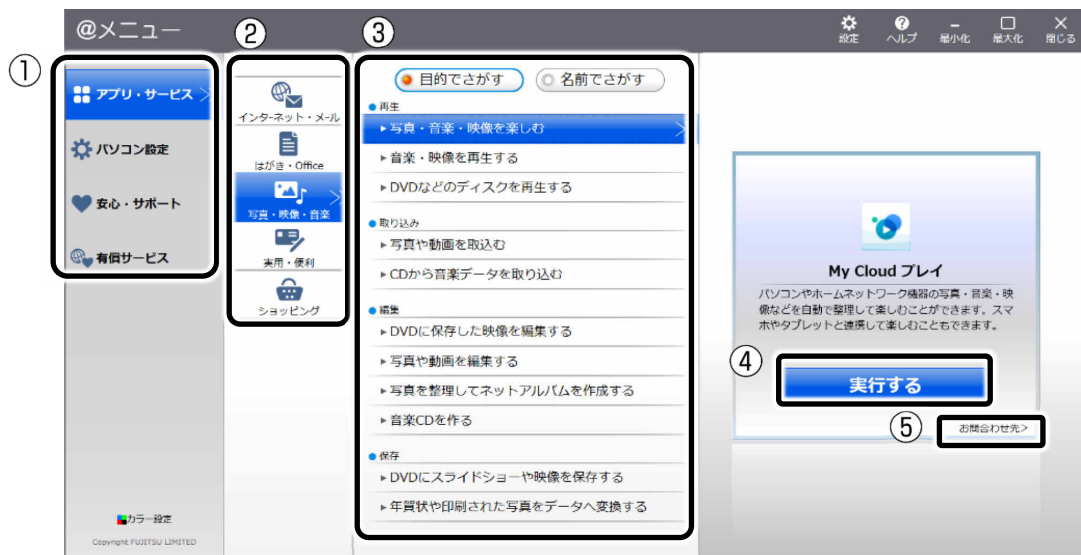 @メニュー
設定
ヘルプ
最小化
最大化
閉じる
①
②
③
アプリ・サービス
パソコン設定
安心・サポート
有償サービス
カラー設定
Copyright FUJITSU LIMITED
インターネット・メール
はがき・Office
写真・映像・音楽
実用・便利
ショッピング
目的でさがす
名前でさがす
再生
写真・音楽・映像を楽しむ
音楽・映像を再生する
DVDなどのディスクを再生する
取り込み
写真や動画を取込む
CDから音楽データを取り込む
編集
DVDに保存した映像を編集する
写真や動画を編集する
写真を整理してネットアルバムを作成する
音楽CDを作る
保存
DVDにスライドショーや映像を保存する
年賀状や印刷された写真をデータへ変換する
My Cloud プレイ
パソコンやホームネットワーク機器の写真・音楽・映
像などを自動で整理して楽しむことができます。スマ
ホやタブレットと連携して楽しむこともできます。
④
実行する
⑤
お問合わせ先>